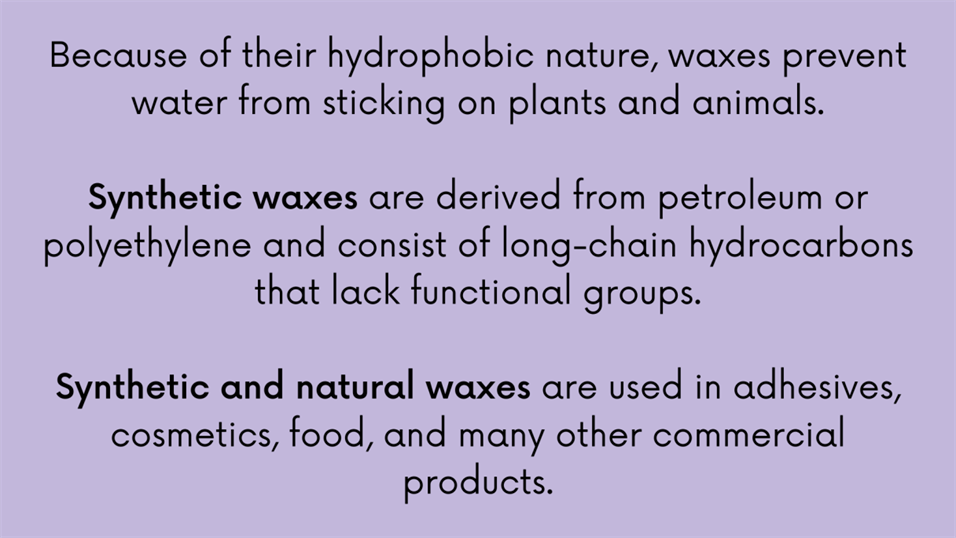 Because of their hydrophobic nature, waxes prevent
water from sticking on plants and animals.
Synthetic waxes are derived from petroleum or
polyethylene and consist of long-chain hydrocarbons
that lack functional groups.
Synthetic and natural waxes are used in adhesives,
cosmetics, food, and many other commercial
products.